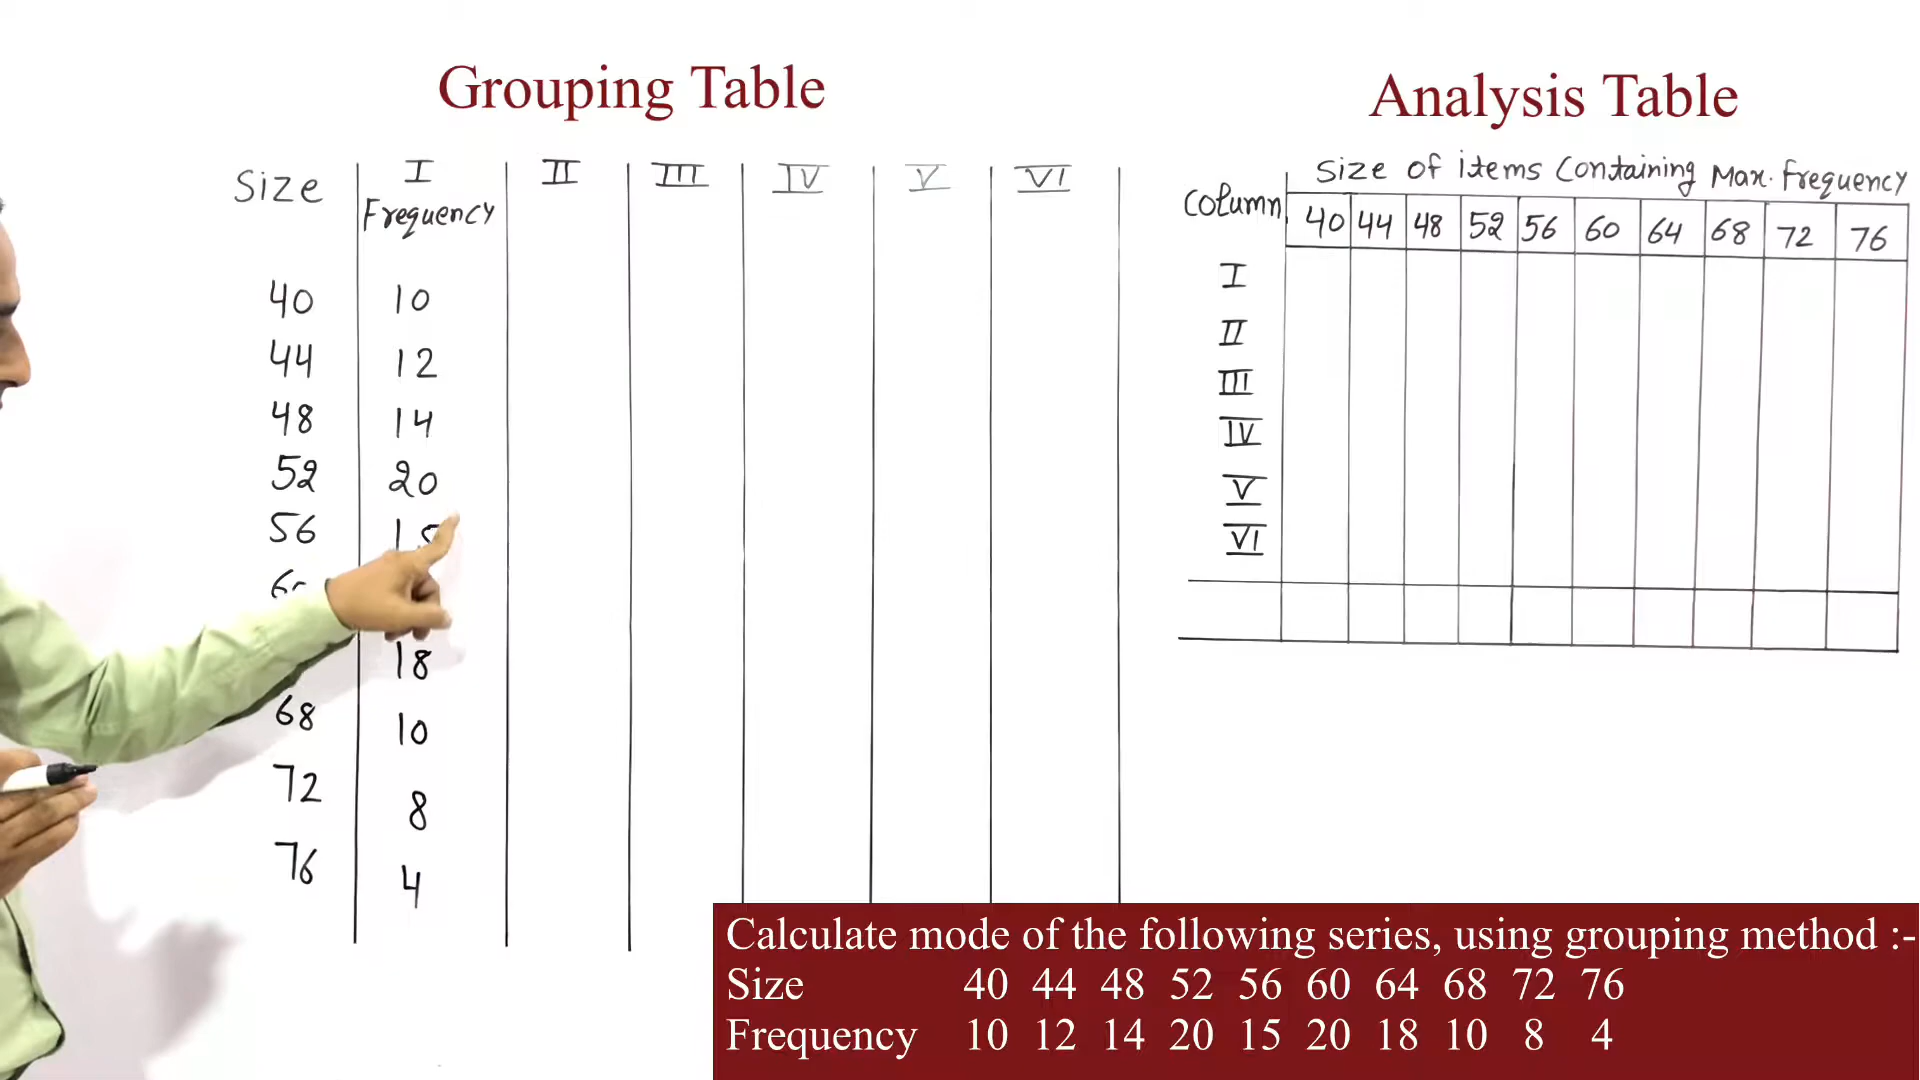 Grouping Table
Size I II III IV V VI
Frequency
40 10
44 12
48 14
52 20
56
18
68 10
72 8
76 4
Analysis Table
Column Size of items Containing Max. frequency
40 44 48 52 56 60 64 68 72 76
I
II
III
IV
V
VI
Calculate mode of the following series, using grouping method :-
Size 40 44 48 52 56 60 64 68 72 76
Frequency 10 12 14 20 15 20 18 10 8 4